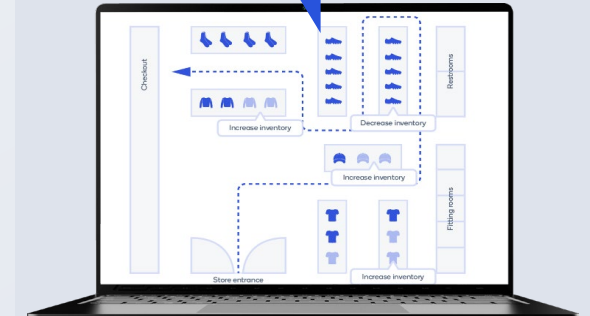 Checkout
Restrooms
Increase inventory
Decrease inventory
Increase inventory
Fitting rooms
Store entrance
Increase inventory